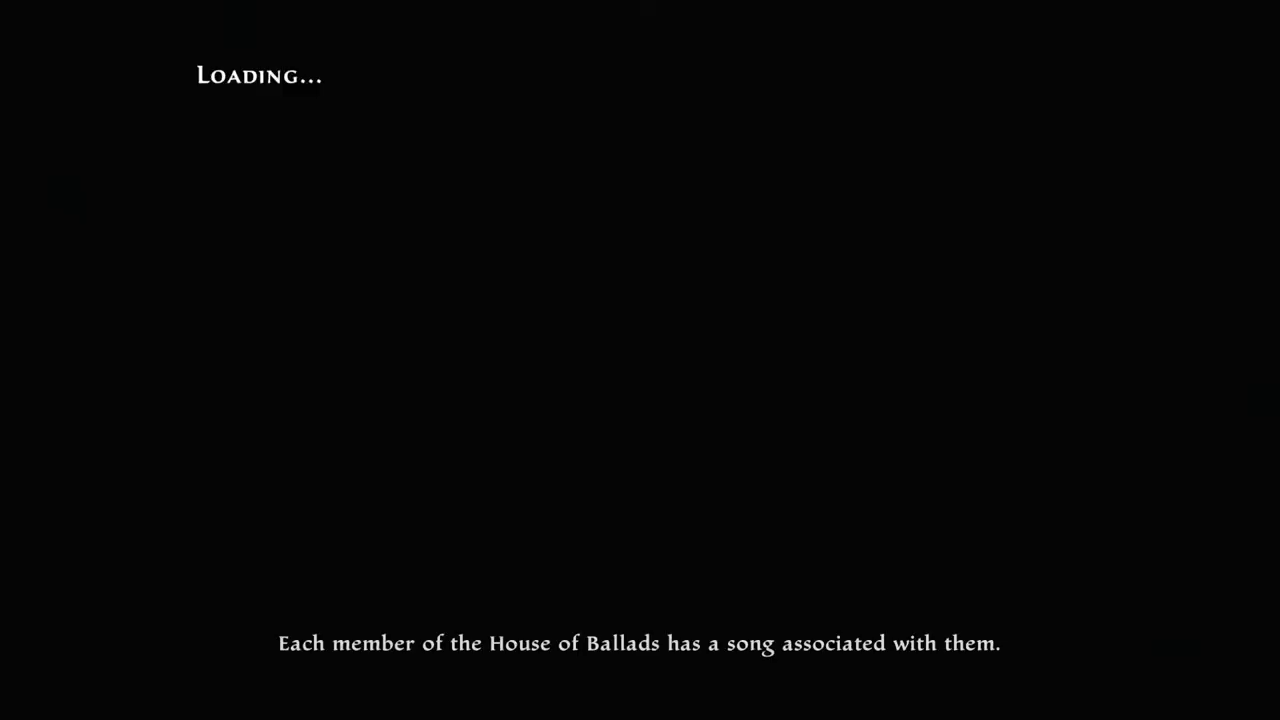 Loading...
Each member of the House of Ballads has a song associated with them.